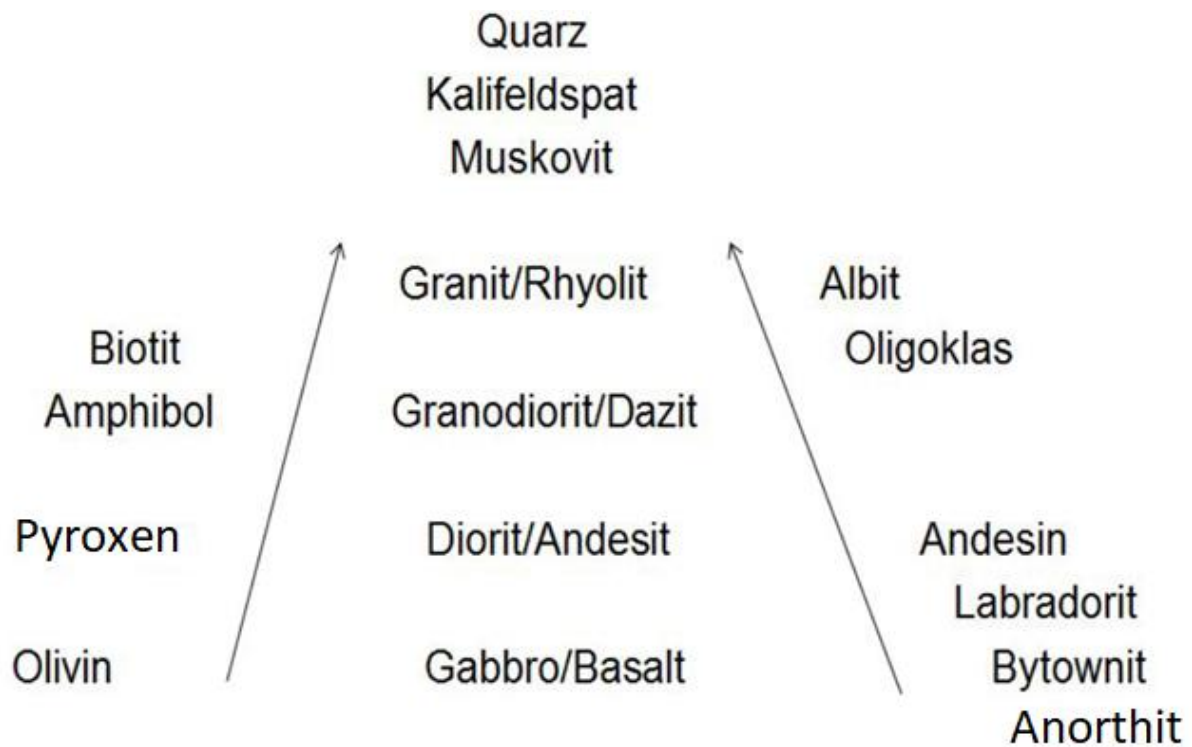 Quarz
Kalifeldspat
Muskovit
Granit/Rhyolit
Albit
Biotit
Oligoklas
Amphibol
Granodiorit/Dazit
Pyroxen
Diorit/Andesit
Andesin
Labradorit
Olivin
Gabbro/Basalt
Bytownit
Anorthit